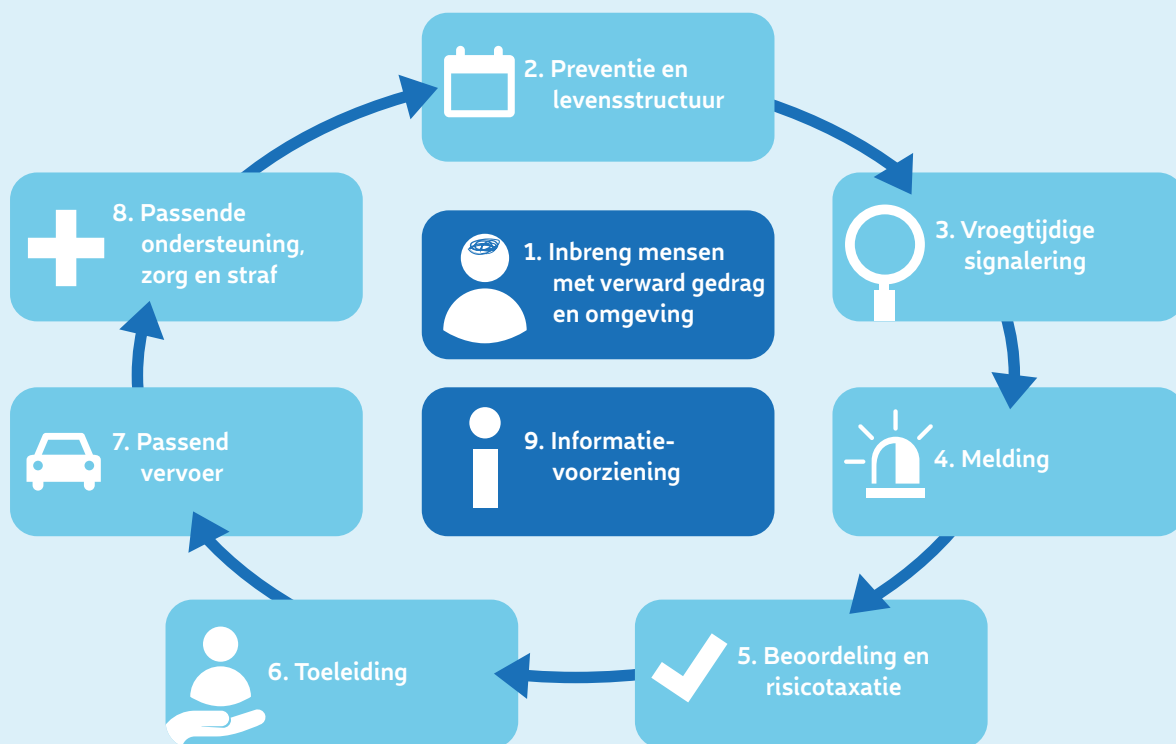 2. Preventie en
levensstructuur
8. Passende
ondersteuning,
zorg en straf
1. Inbreng mensen
met verward gedrag
en omgeving
3. Vroegtijdige
signalering
7. Passend
vervoer
9. Informatie-
voorziening
4. Melding
6. Toeleiding
5. Beoordeling en
risicotaxatie